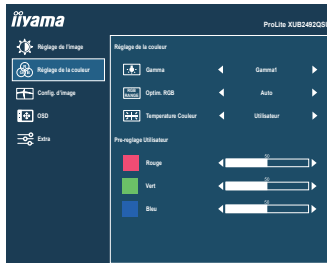 iiyama
ProLite XUB2492QSU
Réglage de l'image
Réglage de la couleur
Config. d'image
OSD
Extra
Réglage de la couleur
Gamma
Gamma1
RGB RANGE
Optim. RGB
Auto
Temperature Couleur
Utilisateur
Pre-reglage Utilisateur
Rouge
50
Vert
50
Bleu
50